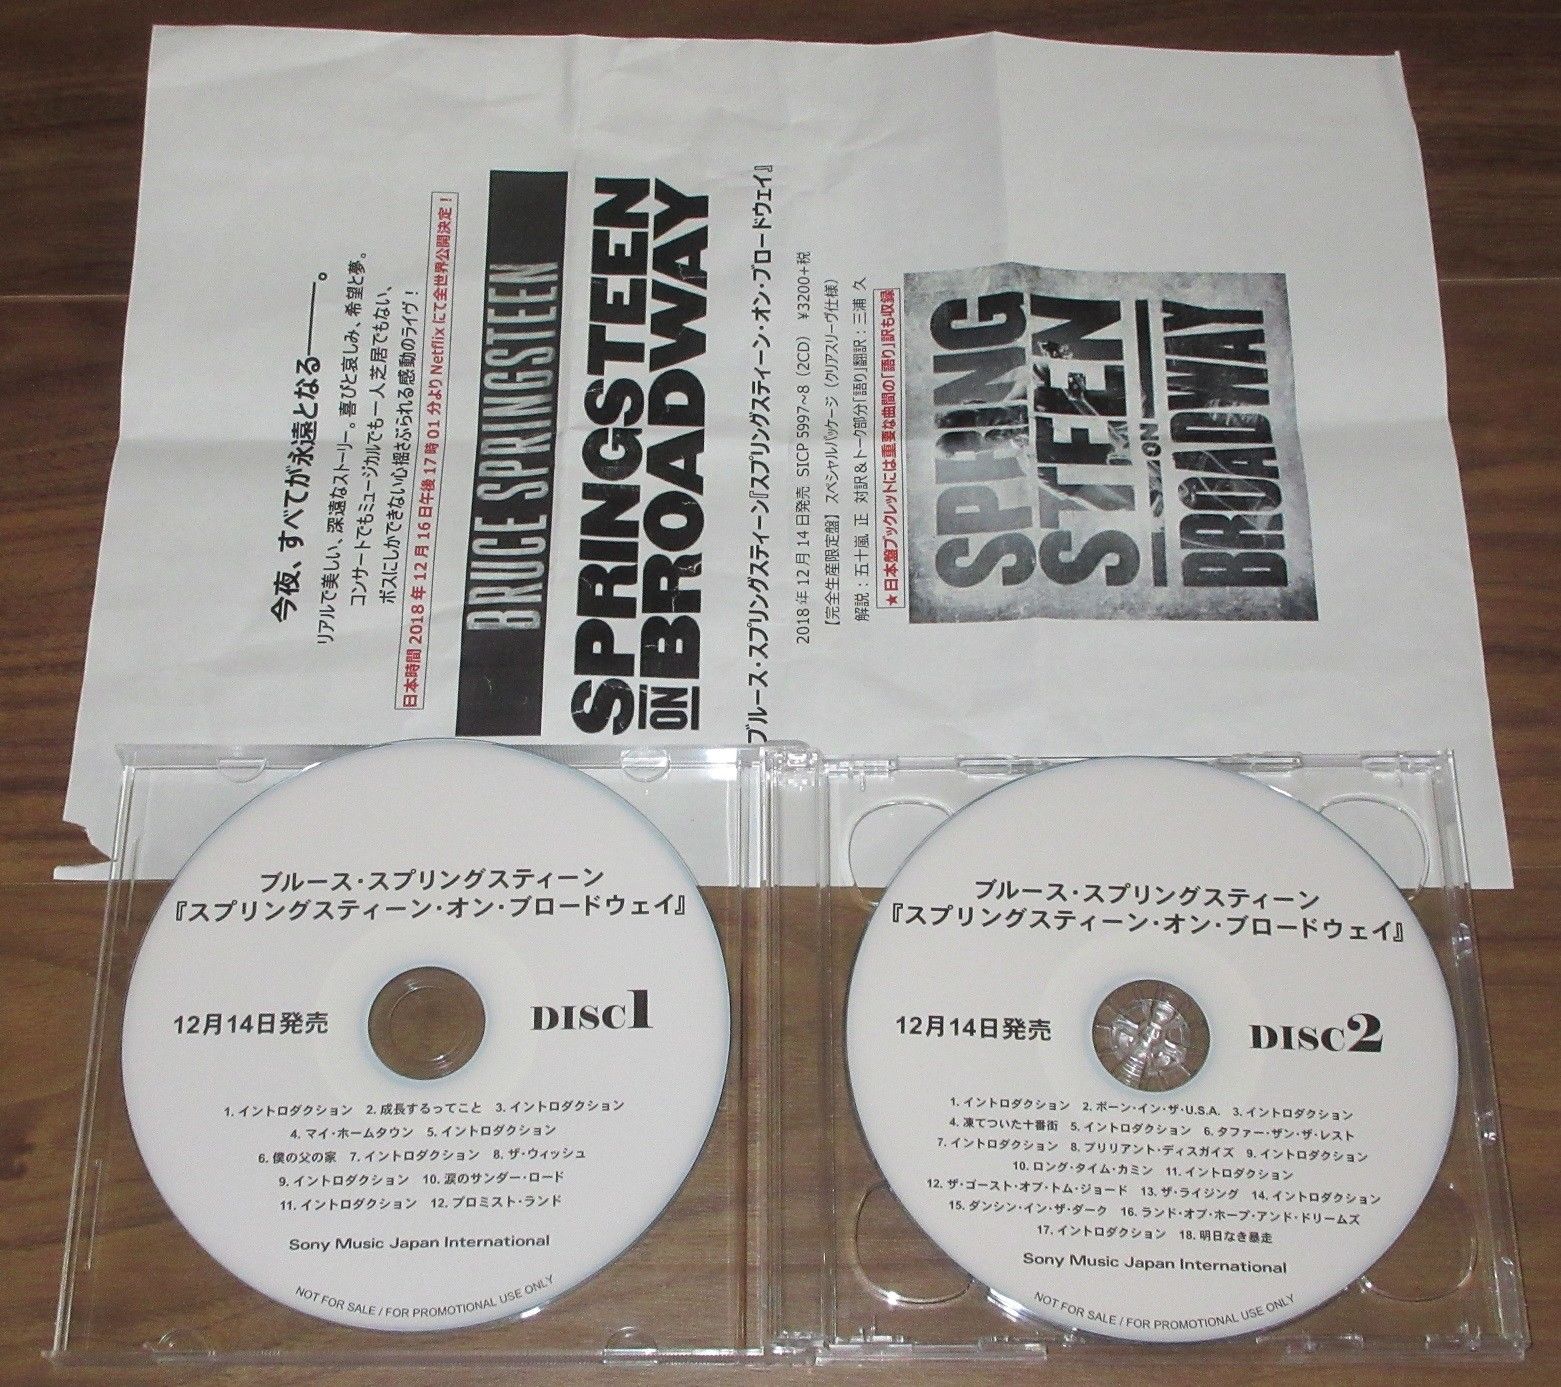 今夜、すべてが永遠となる――。
リアルで美しい、深遠なストーリー。喜びと哀しみ、希望と夢。
コンサートでもミュージカルでも一人芝居でもない、
ボスにしかできない心揺さぶられる感動のライヴ！
日本時間 2018 年 12 月 16 日午後 17 時 01 分より Netflix にて全世界公開決定！
BRUCE SPRINGSTEEN
SPRINGSTEEN
ON BROADWAY
ブルース・スプリングスティーン『スプリングスティーン・オン・ブロードウェイ』
2018 年 12 月 14 日発売 SICP 5997~8（2CD） ¥3200+税
【完全生産限定盤】スペシャルパッケージ（クリアスリーヴ仕様）
解説：五十嵐 正 対訳＆トーク部分「語り」翻訳：三浦 久
★日本盤ブックレットには重要な曲間の「語り」訳も収録
SPRING
STEEN
ON
BROADWAY
ブルース・スプリングスティーン
『スプリングスティーン・オン・ブロードウェイ』
12月14日発売 DISC1
1. イントロダクション 2. 成長するってこと 3. イントロダクション
4. マイ・ホームタウン 5. イントロダクション
6. 僕の父の家 7. イントロダクション 8. ザ・ウィッシュ
9. イントロダクション 10. 涙のサンダー・ロード
11. イントロダクション 12. プロミスト・ランド
Sony Music Japan International
NOT FOR SALE / FOR PROMOTIONAL USE ONLY
ブルース・スプリングスティーン
『スプリングスティーン・オン・ブロードウェイ』
12月14日発売 DISC2
1. イントロダクション 2. ボーン・イン・ザ・U.S.A. 3. イントロダクション
4. 凍てついた十番街 5. イントロダクション 6. タファー・ザン・ザ・レスト
7. イントロダクション 8. ブリリアント・ディスガイズ 9. イントロダクション
10. ロング・タイム・カミン 11. イントロダクション
12. ザ・ゴースト・オブ・トム・ジョード 13. ザ・ライジング 14. イントロダクション
15. ダンシン・イン・ザ・ダーク 16. ランド・オブ・ホープ・アンド・ドリームズ
17. イントロダクション 18. 明日なき暴走
Sony Music Japan International
NOT FOR SALE / FOR PROMOTIONAL USE ONLY